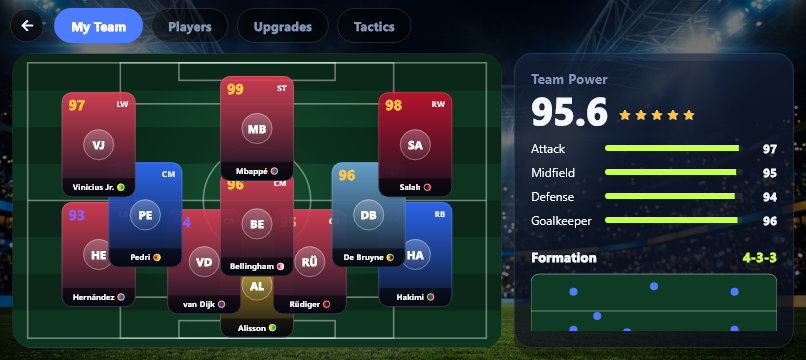 My Team
Players
Upgrades
Tactics
99 ST
MB
Mbappé
97 LW
VJ
Vinicius Jr.
98 RW
SA
Salah
CM
PE
Pedri
96 CM
BE
Bellingham
96
DB
De Bruyne
93
HE
Hernández
4
VD
van Dijk
RÜ
Rüdiger
RB
HA
Hakimi
AL
Alisson
Team Power
95.6
Attack 97
Midfield 95
Defense 94
Goalkeeper 96
Formation 4-3-3